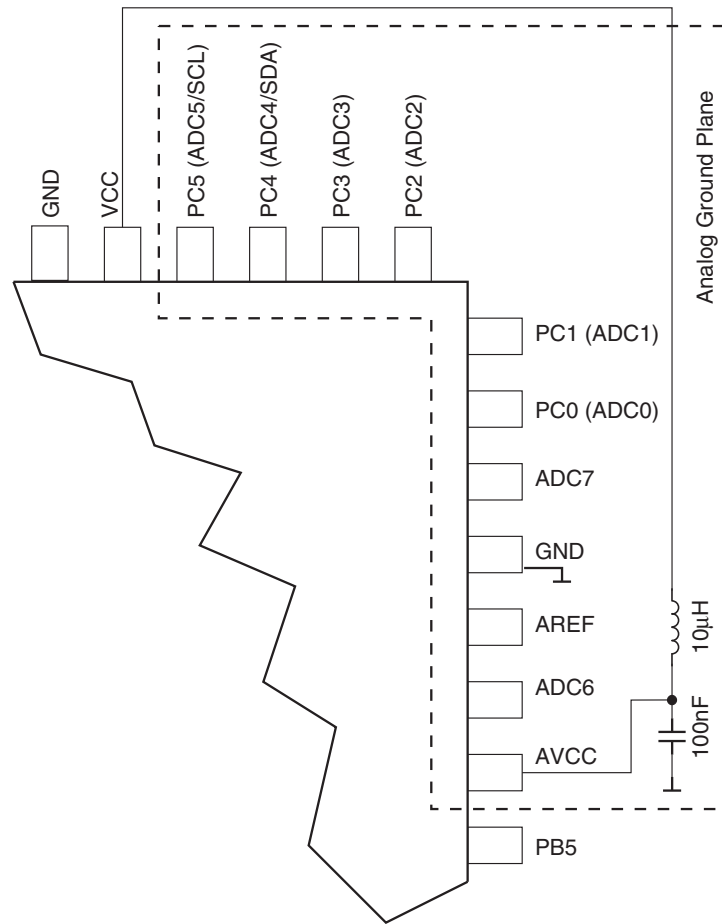 GND
VCC
PC5 (ADC5/SCL)
PC4 (ADC4/SDA)
PC3 (ADC3)
PC2 (ADC2)
Analog Ground Plane
PC1 (ADC1)
PC0 (ADC0)
ADC7
GND
AREF
ADC6
AVCC
PB5
10µH
100nF